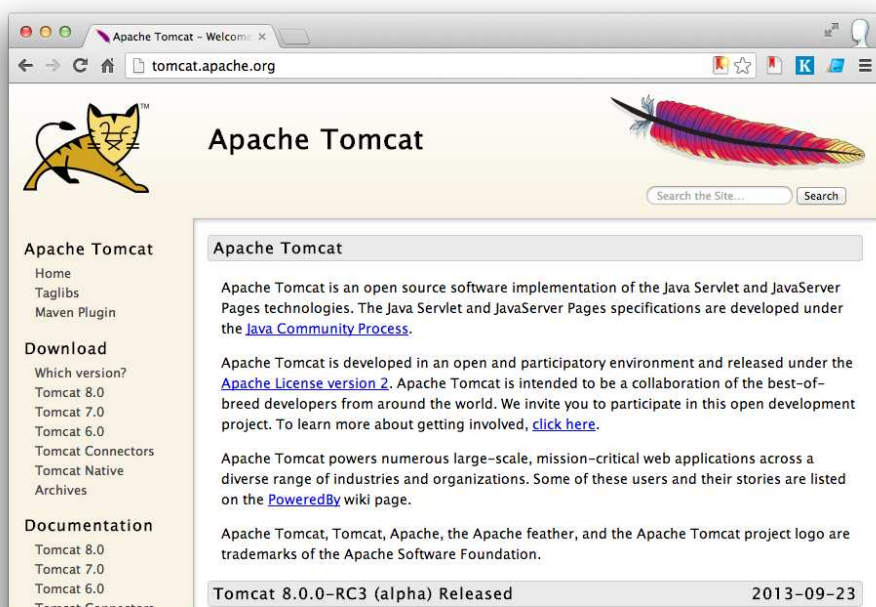 Apache Tomcat – Welcome
tomcat.apache.org
K
TM
Apache Tomcat
Search the Site...
Search
Apache Tomcat
Home
Taglibs
Maven Plugin
Download
Which version?
Tomcat 8.0
Tomcat 7.0
Tomcat 6.0
Tomcat Connectors
Tomcat Native
Archives
Documentation
Tomcat 8.0
Tomcat 7.0
Tomcat 6.0
Tomcat Connectors
Apache Tomcat
Apache Tomcat is an open source software implementation of the Java Servlet and JavaServer
Pages technologies. The Java Servlet and JavaServer Pages specifications are developed under
the Java Community Process.
Apache Tomcat is developed in an open and participatory environment and released under the
Apache License version 2. Apache Tomcat is intended to be a collaboration of the best-of-
breed developers from around the world. We invite you to participate in this open development
project. To learn more about getting involved, click here.
Apache Tomcat powers numerous large-scale, mission-critical web applications across a
diverse range of industries and organizations. Some of these users and their stories are listed
on the PoweredBy wiki page.
Apache Tomcat, Tomcat, Apache, the Apache feather, and the Apache Tomcat project logo are
trademarks of the Apache Software Foundation.
Tomcat 8.0.0-RC3 (alpha) Released 2013-09-23